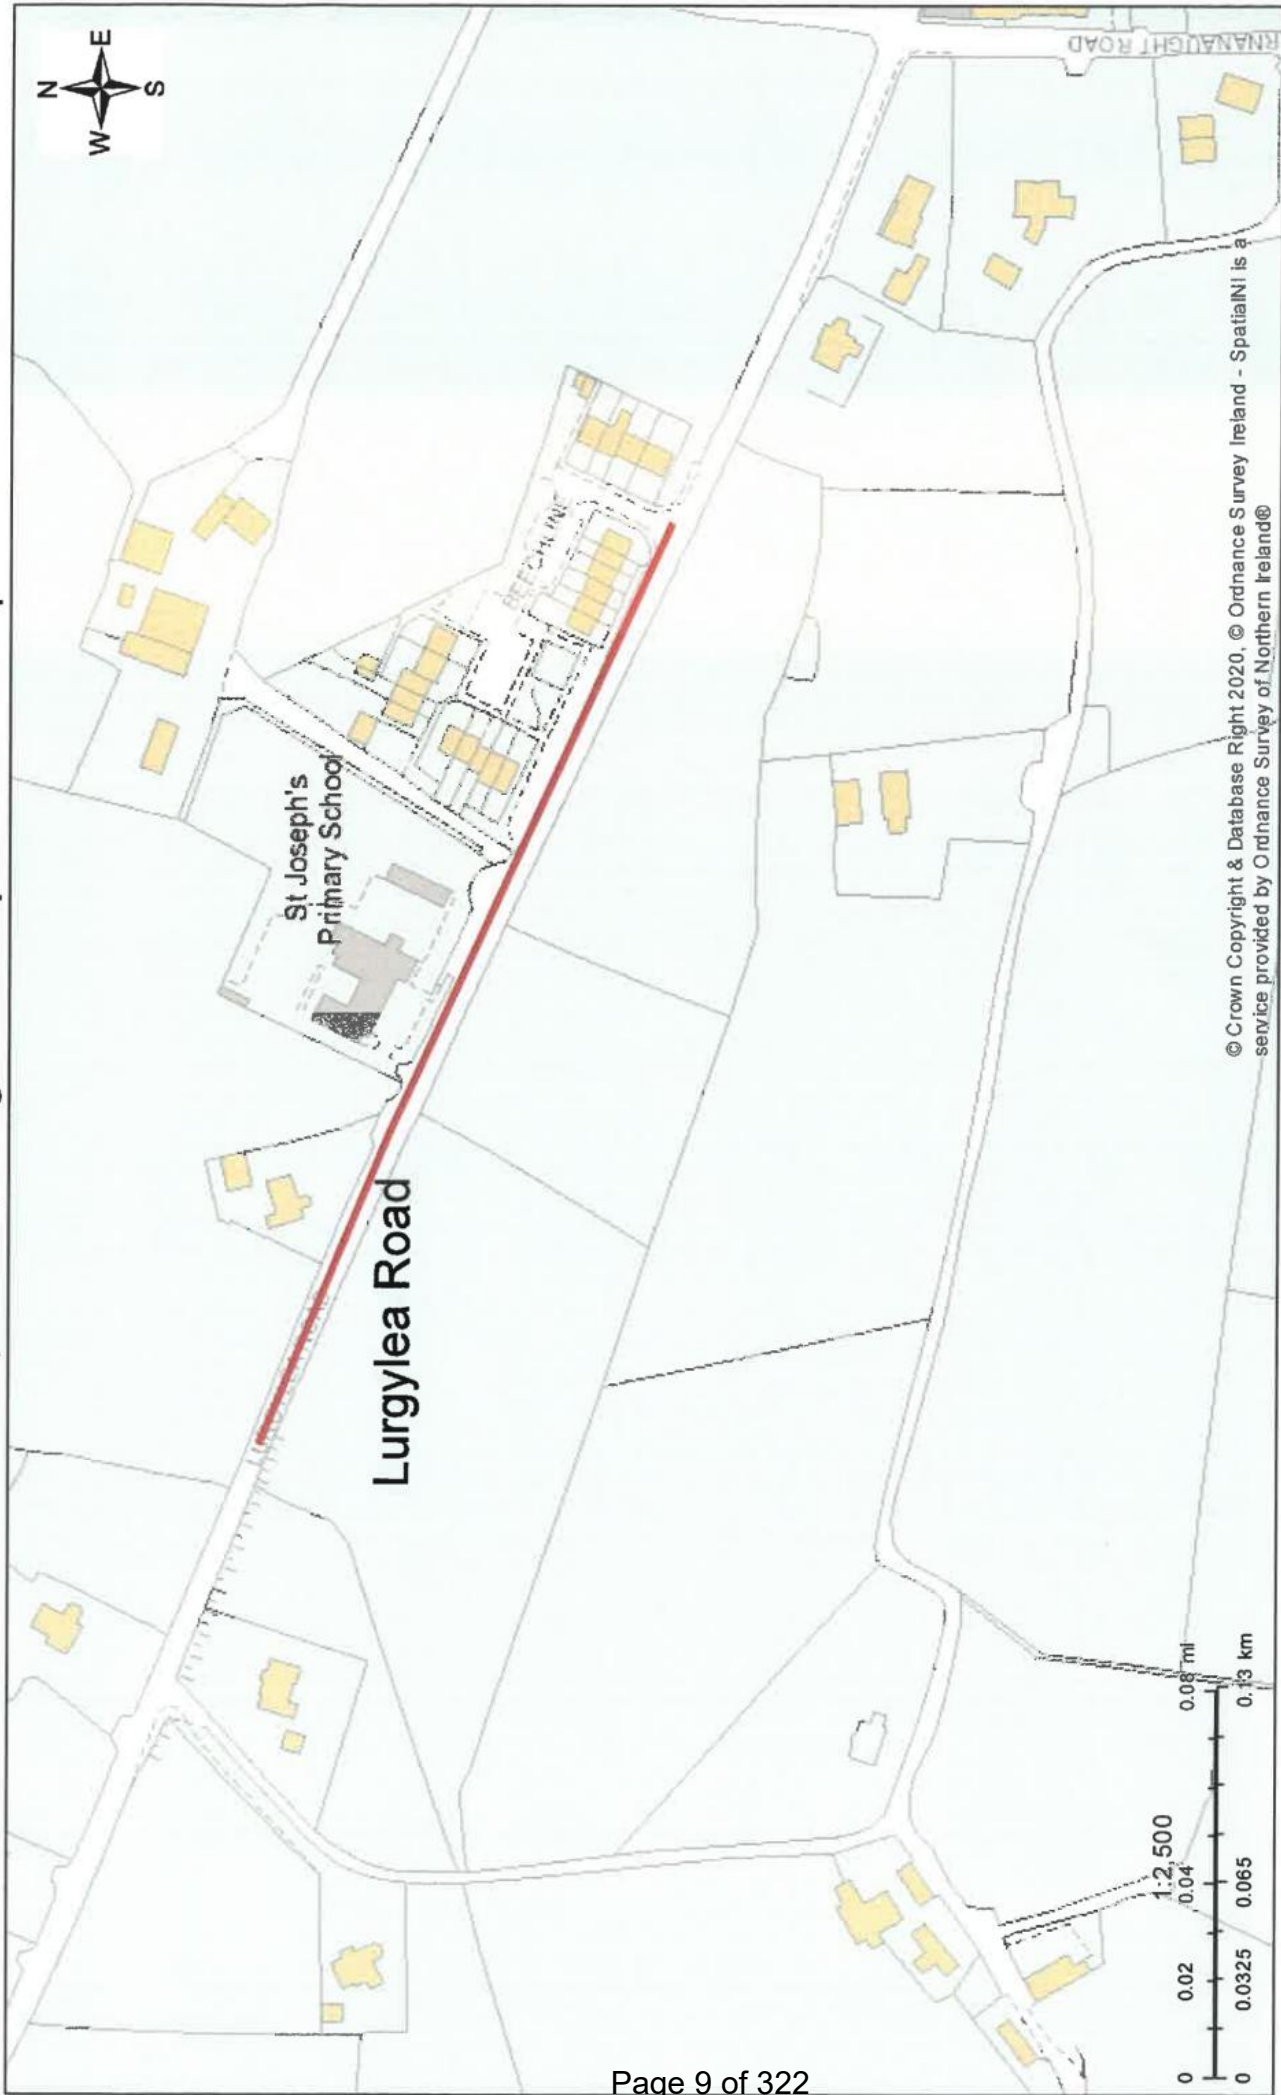 N
E
S
W
RNANAUGHT ROAD
St Joseph's
Primary School
Lurgylea Road
© Crown Copyright & Database Right 2020, © Ordnance Survey Ireland - SpatialNI is a
service provided by Ordnance Survey of Northern Ireland®
1:2,500
0 0.02 0.04 0.08 mi
0 0.0325 0.065 0.13 km
Page 9 of 322